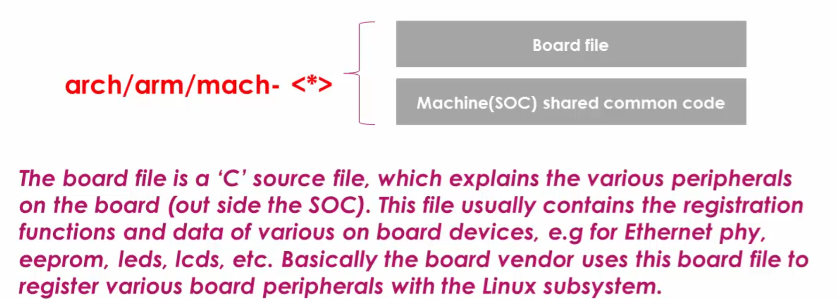 Board file
arch/arm/mach- <*>
Machine(SOC) shared common code
The board file is a ‘C’ source file, which explains the various peripherals
on the board (out side the SOC). This file usually contains the registration
functions and data of various on board devices, e.g for Ethernet phy,
eeprom, leds, lcds, etc. Basically the board vendor uses this board file to
register various board peripherals with the Linux subsystem.